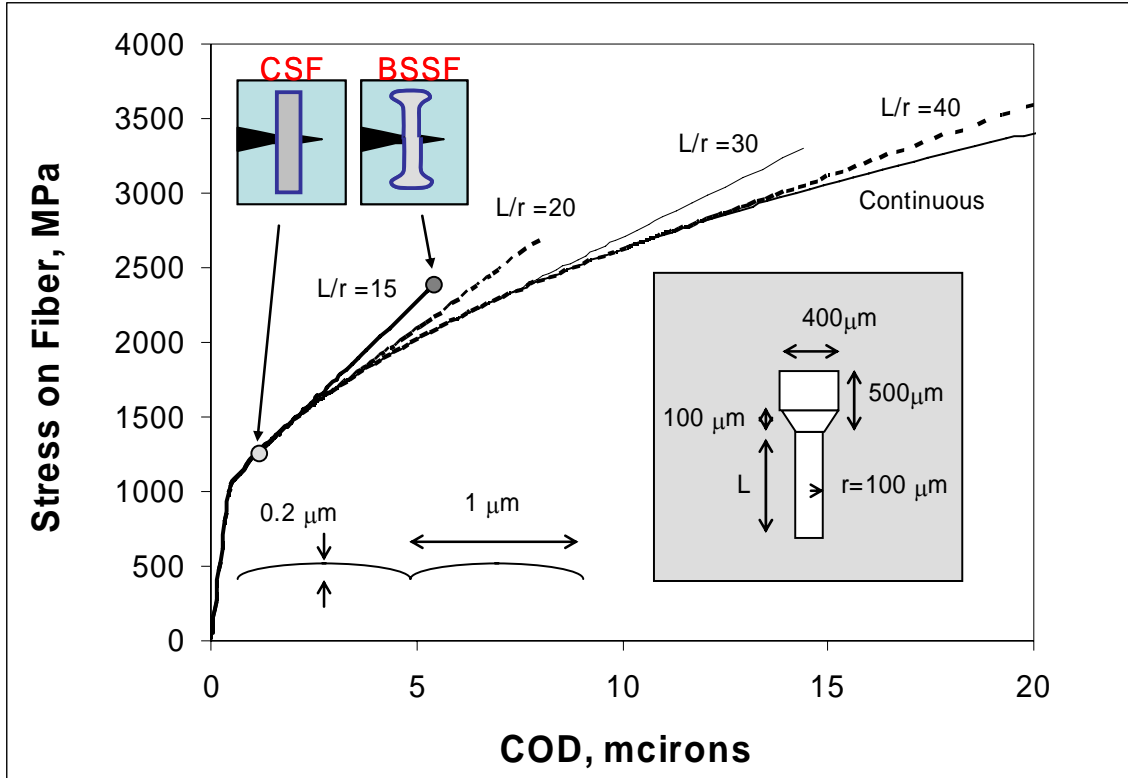 4000
3500
3000
2500
2000
1500
1000
500
0
Stress on Fiber, MPa
CSF BSSF
L/r =40
L/r =30
L/r =20
Continuous
L/r =15
400μm
500μm
100 μm
L
r=100 μm
0.2 μm
1 μm
0 5 10 15 20
COD, mcirons